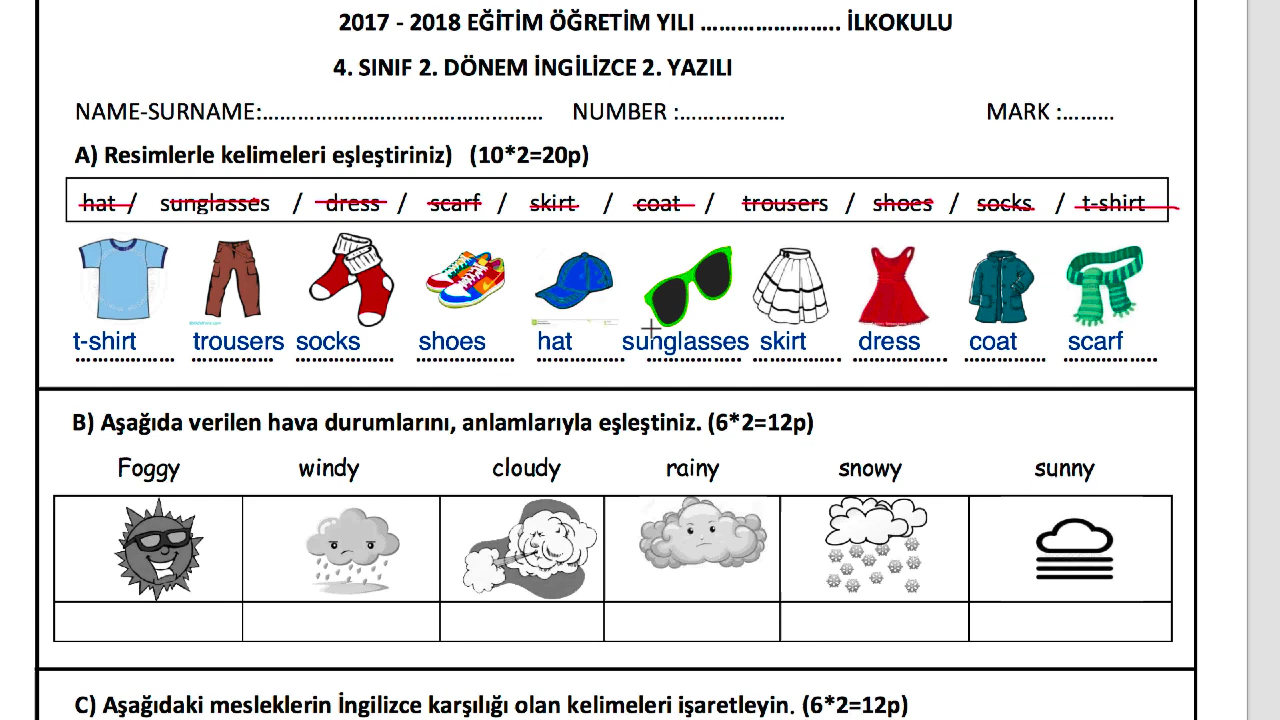 2017 - 2018 EĞİTİM ÖĞRETİM YILI ………………….. İLKOKULU
4. SINIF 2. DÖNEM İNGİLİZCE 2. YAZILI
NAME-SURNAME:………………………………………… NUMBER :……………… MARK :………
A) Resimlerle kelimeleri eşleştiriniz) (10*2=20p)
hat / sunglasses / dress / scarf / skirt / coat / trousers / shoes / socks / t-shirt
t-shirt trousers socks shoes hat sunglasses skirt dress coat scarf
B) Aşağıda verilen hava durumlarını, anlamlarıyla eşleştiniz. (6*2=12p)
Foggy windy cloudy rainy snowy sunny
C) Aşağıdaki mesleklerin İngilizce karşılığı olan kelimeleri işaretleyin. (6*2=12p)